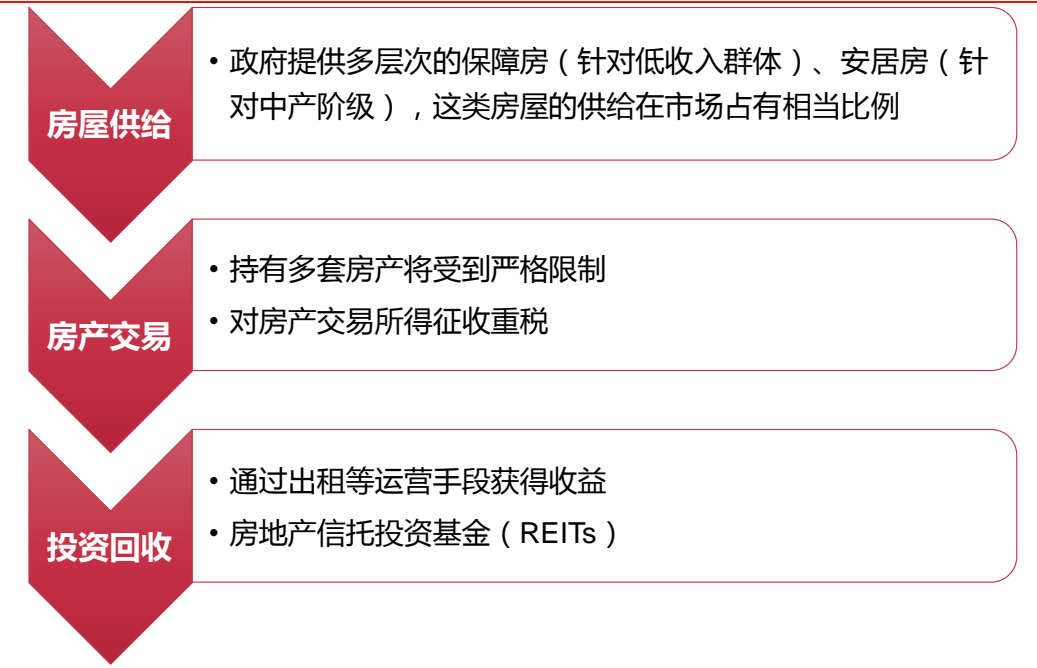 房屋供给
• 政府提供多层次的保障房（针对低收入群体）、安居房（针
对中产阶级），这类房屋的供给在市场占有相当比例
房产交易
• 持有多套房产将受到严格限制
• 对房产交易所得征收重税
投资回收
• 通过出租等运营手段获得收益
• 房地产信托投资基金（REITs）